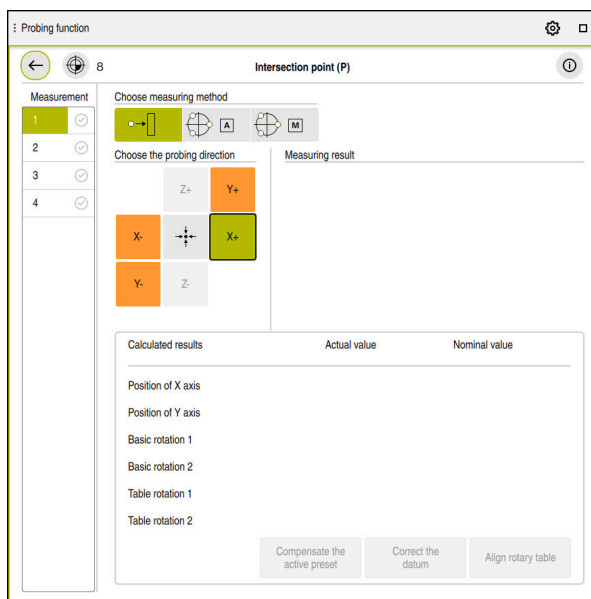 Probing function
8
Intersection point (P)
Measurement
1
2
3
4
Choose measuring method
A
M
Choose the probing direction
Z+
Y+
X-
X+
Y-
Z-
Measuring result
Calculated results
Actual value
Nominal value
Position of X axis
Position of Y axis
Basic rotation 1
Basic rotation 2
Table rotation 1
Table rotation 2
Compensate the
active preset
Correct the
datum
Align rotary table